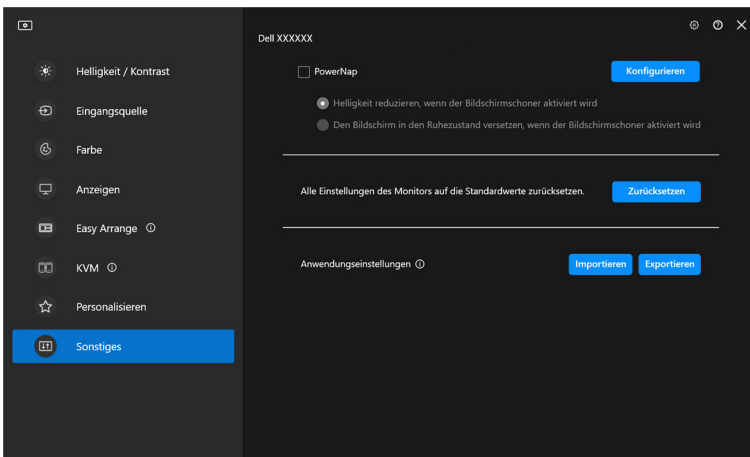 Dell XXXXXX
Helligkeit / Kontrast
Eingangsquelle
Farbe
Anzeigen
Easy Arrange
KVM
Personalisieren
Sonstiges
PowerNap
Konfigurieren
Helligkeit reduzieren, wenn der Bildschirmschoner aktiviert wird
Den Bildschirm in den Ruhezustand versetzen, wenn der Bildschirmschoner aktiviert wird
Alle Einstellungen des Monitors auf die Standardwerte zurücksetzen.
Zurücksetzen
Anwendungseinstellungen
Importieren
Exportieren